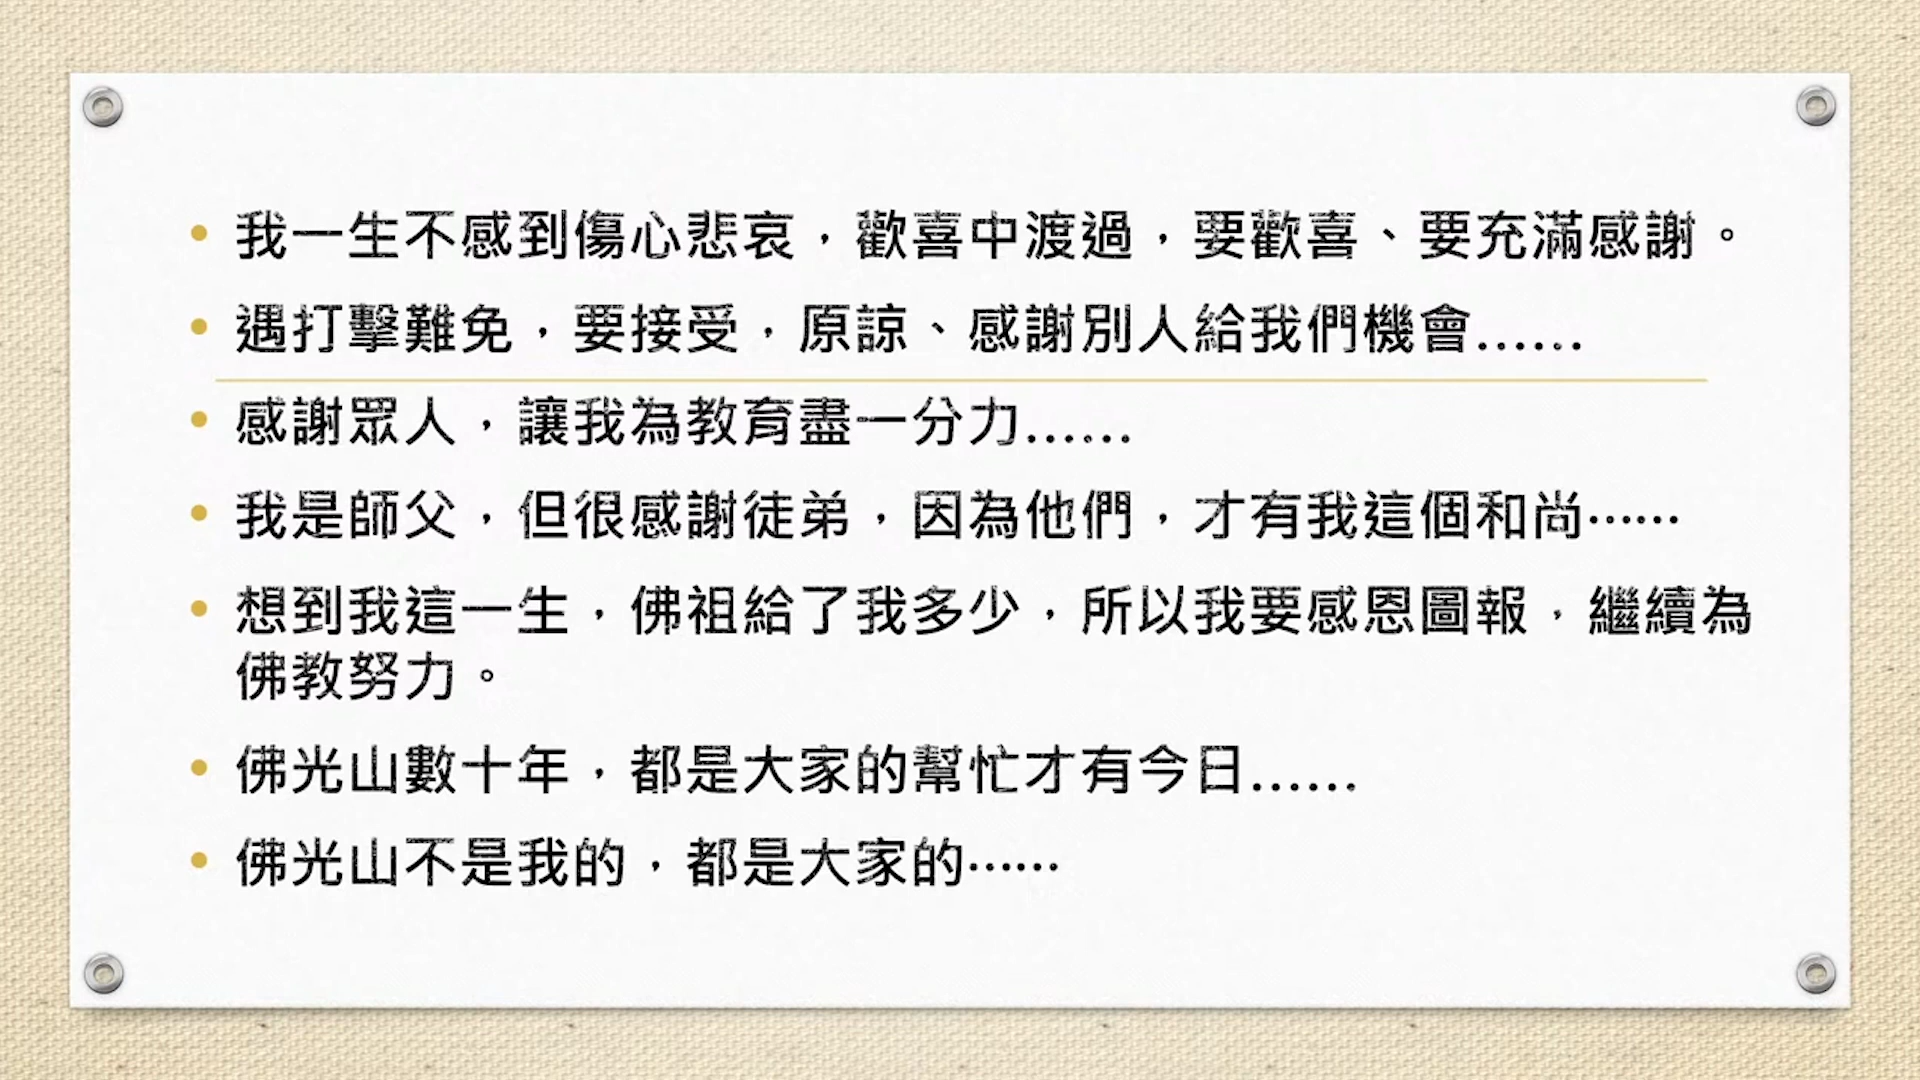 • 我一生不感到傷心悲哀，歡喜中渡過，要歡喜、要充滿感謝。
• 遇打擊難免，要接受，原諒、感謝別人給我們機會......
• 感謝眾人，讓我為教育盡一分力......
• 我是師父，但很感謝徒弟，因為他們，才有我這個和尚……
• 想到我這一生，佛祖給了我多少，所以我要感恩圖報，繼續為
佛教努力。
• 佛光山數十年，都是大家的幫忙才有今日......
• 佛光山不是我的，都是大家的……